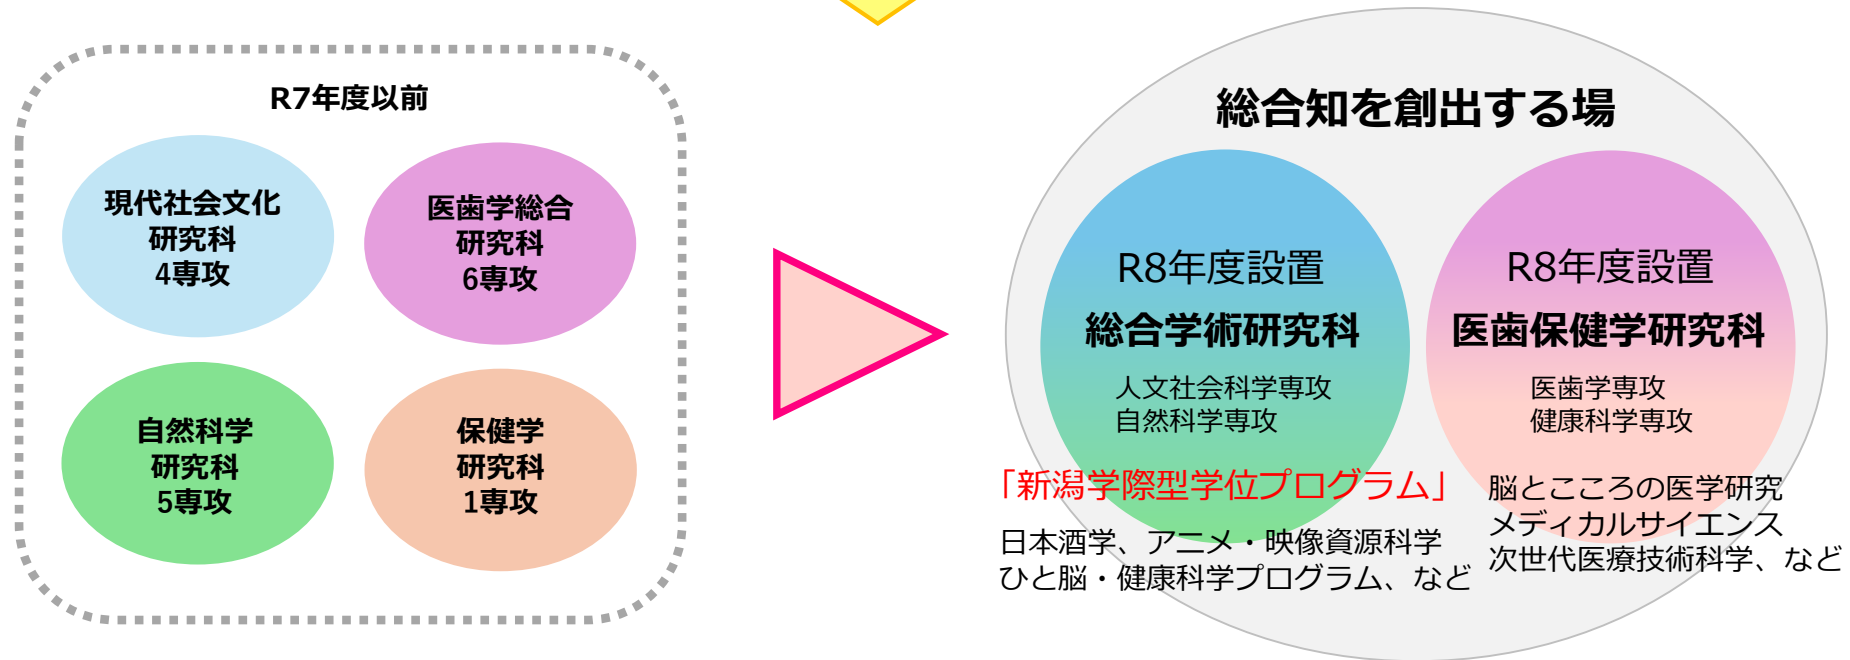 R7年度以前
現代社会文化
研究科
4専攻
医歯学総合
研究科
6専攻
自然科学
研究科
5専攻
保健学
研究科
1専攻
総合知を創出する場
R8年度設置
総合学術研究科
人文社会科学専攻
自然科学専攻
「新潟学際型学位プログラム」
日本酒学、アニメ・映像資源科学
ひと脳・健康科学プログラム、など
R8年度設置
医歯保健学研究科
医歯学専攻
健康科学専攻
脳とこころの医学研究
メディカルサイエンス
次世代医療技術科学、など